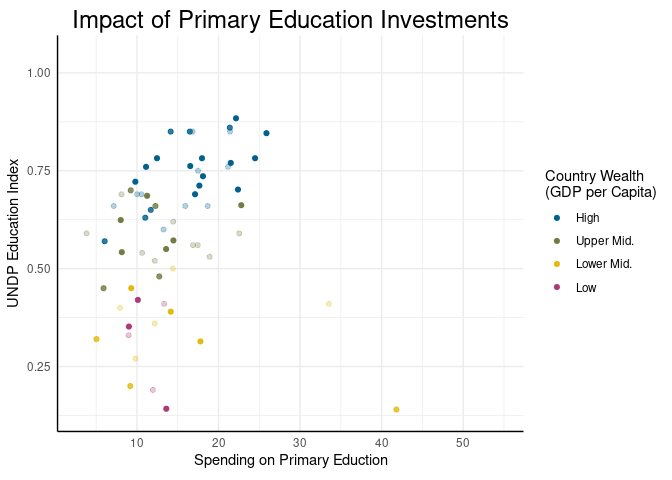 Impact of Primary Education Investments
UNDP Education Index
1.00
0.75
0.50
0.25
10 20 30 40 50
Spending on Primary Eduction
Country Wealth
(GDP per Capita)
High
Upper Mid.
Lower Mid.
Low